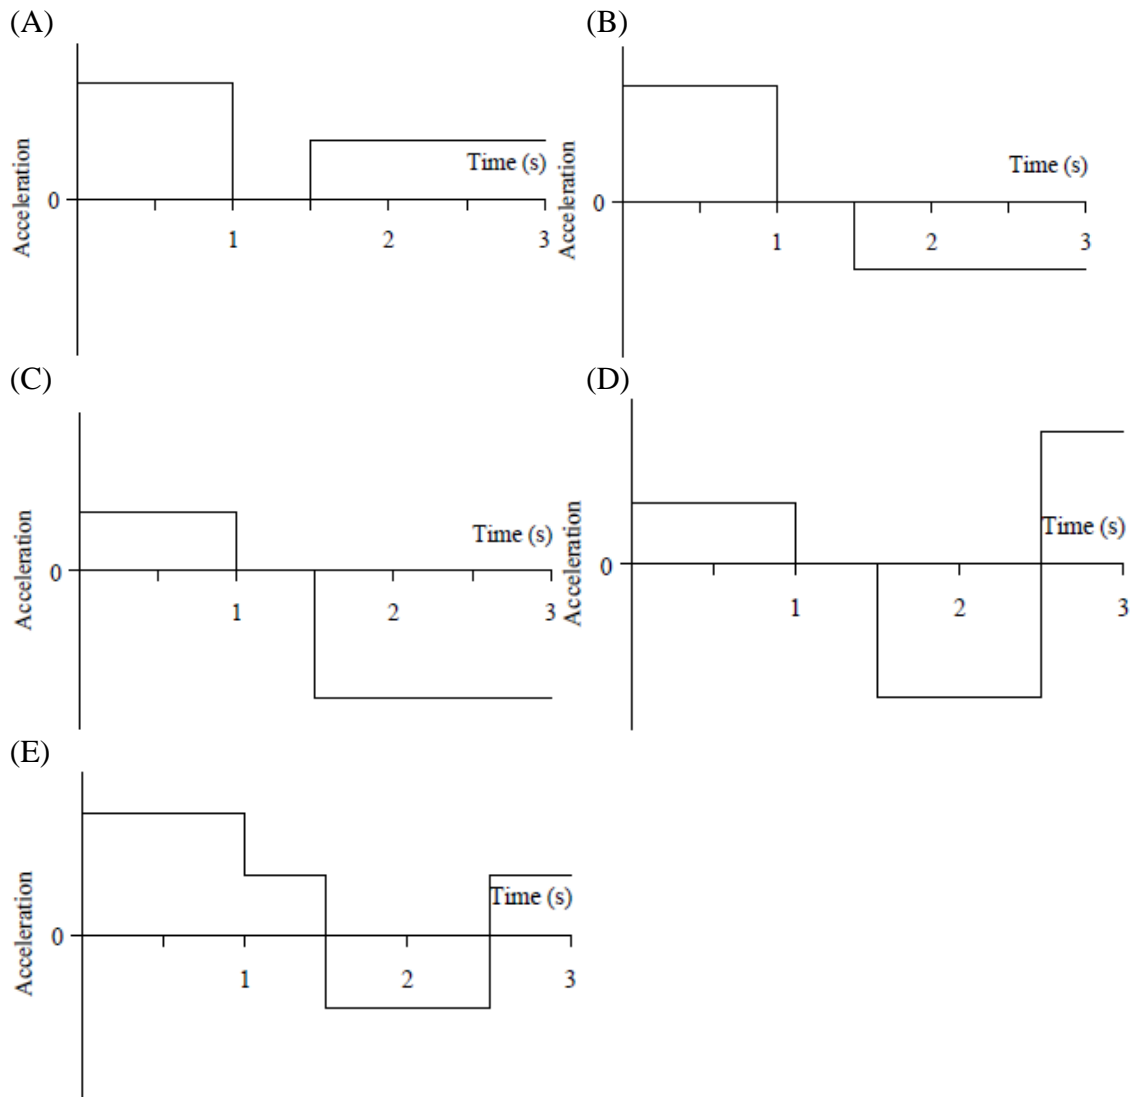 (A)
Acceleration
0
Time (s)
1 2 3
(B)
Acceleration
0
Time (s)
1 2 3
(C)
Acceleration
0
Time (s)
1 2 3
(D)
Acceleration
0
Time (s)
1 2 3
(E)
Acceleration
0
Time (s)
1 2 3